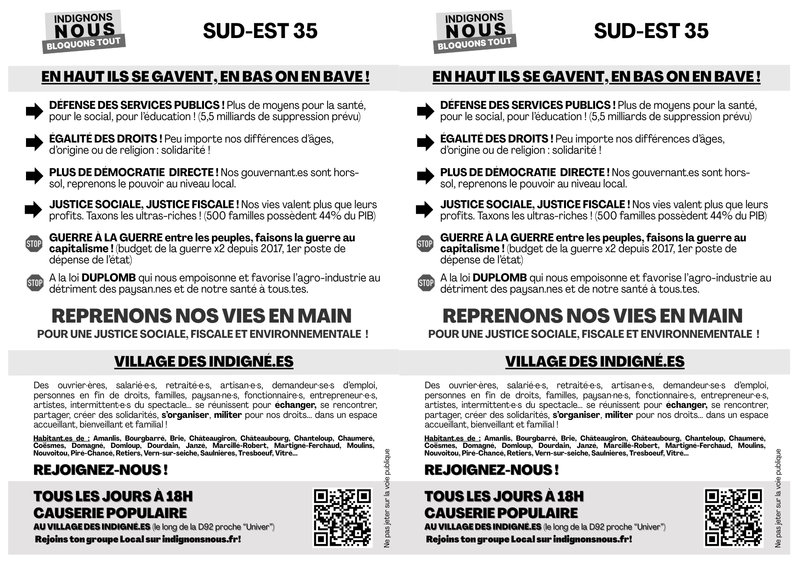 INDIGNONS
NOUS
BLOQUONS TOUT
SUD-EST 35
EN HAUT ILS SE GAVENT, EN BAS ON EN BAVE !
DÉFENSE DES SERVICES PUBLICS ! Plus de moyens pour la santé,
pour le social, pour l'éducation ! (5,5 milliards de suppression prévu)
ÉGALITÉ DES DROITS ! Peu importe nos différences d'âges,
d'origine ou de religion : solidarité !
PLUS DE DÉMOCRATIE DIRECTE ! Nos gouvernant.es sont hors-
sol, reprenons le pouvoir au niveau local.
JUSTICE SOCIALE, JUSTICE FISCALE ! Nos vies valent plus que leurs
profits. Taxons les ultras-riches ! (500 familles possèdent 44% du PIB)
STOP
GUERRE À LA GUERRE entre les peuples, faisons la guerre au
capitalisme ! (budget de la guerre x2 depuis 2017, 1er poste de
dépense de l'état)
STOP
A la loi DUPLOMB qui nous empoisonne et favorise l'agro-industrie au
détriment des paysan.nes et de notre santé à tous.tes.
REPRENONS NOS VIES EN MAIN
POUR UNE JUSTICE SOCIALE, FISCALE ET ENVIRONNEMENTALE !
VILLAGE DES INDIGNÉ.ES
Des ouvrier·ères, salarié·e·s, retraité·e·s, artisan·e·s, demandeur·se·s d'emploi,
personnes en fin de droits, familles, paysan·ne·s, fonctionnaire·s, entrepreneur·e·s,
artistes, intermittent·e·s du spectacle... se réunissent pour échanger, se rencontrer,
partager, créer des solidarités, s'organiser, militer pour nos droits... dans un espace
accueillant, bienveillant et familial !
Habitant.es de : Amanlis, Bourgbarré, Brie, Châteaugiron, Châteaubourg, Chanteloup, Chaumeré,
Coësmes, Domagné, Domloup, Dourdain, Janzé, Marcillé-Robert, Martigné-Ferchaud, Moulins,
Nouvoitou, Piré-Chancé, Retiers, Vern-sur-seiche, Saulnières, Tresboeuf, Vitré...
REJOIGNEZ-NOUS !
TOUS LES JOURS À 18H
CAUSERIE POPULAIRE
AU VILLAGE DES INDIGNÉ.ES (le long de la D92 proche "Univer")
Rejoins ton groupe Local sur indignonsnous.fr!
Ne pas jeter sur la voie publique
INDIGNONS
NOUS
BLOQUONS TOUT
SUD-EST 35
EN HAUT ILS SE GAVENT, EN BAS ON EN BAVE !
DÉFENSE DES SERVICES PUBLICS ! Plus de moyens pour la santé,
pour le social, pour l'éducation ! (5,5 milliards de suppression prévu)
ÉGALITÉ DES DROITS ! Peu importe nos différences d'âges,
d'origine ou de religion : solidarité !
PLUS DE DÉMOCRATIE DIRECTE ! Nos gouvernant.es sont hors-
sol, reprenons le pouvoir au niveau local.
JUSTICE SOCIALE, JUSTICE FISCALE ! Nos vies valent plus que leurs
profits. Taxons les ultras-riches ! (500 familles possèdent 44% du PIB)
STOP
GUERRE À LA GUERRE entre les peuples, faisons la guerre au
capitalisme ! (budget de la guerre x2 depuis 2017, 1er poste de
dépense de l'état)
STOP
A la loi DUPLOMB qui nous empoisonne et favorise l'agro-industrie au
détriment des paysan.nes et de notre santé à tous.tes.
REPRENONS NOS VIES EN MAIN
POUR UNE JUSTICE SOCIALE, FISCALE ET ENVIRONNEMENTALE !
VILLAGE DES INDIGNÉ.ES
Des ouvrier·ères, salarié·e·s, retraité·e·s, artisan·e·s, demandeur·se·s d'emploi,
personnes en fin de droits, familles, paysan·ne·s, fonctionnaire·s, entrepreneur·e·s,
artistes, intermittent·e·s du spectacle... se réunissent pour échanger, se rencontrer,
partager, créer des solidarités, s'organiser, militer pour nos droits... dans un espace
accueillant, bienveillant et familial !
Habitant.es de : Amanlis, Bourgbarré, Brie, Châteaugiron, Châteaubourg, Chanteloup, Chaumeré,
Coësmes, Domagné, Domloup, Dourdain, Janzé, Marcillé-Robert, Martigné-Ferchaud, Moulins,
Nouvoitou, Piré-Chancé, Retiers, Vern-sur-seiche, Saulnières, Tresboeuf, Vitré...
REJOIGNEZ-NOUS !
TOUS LES JOURS À 18H
CAUSERIE POPULAIRE
AU VILLAGE DES INDIGNÉ.ES (le long de la D92 proche "Univer")
Rejoins ton groupe Local sur indignonsnous.fr!
Ne pas jeter sur la voie publique